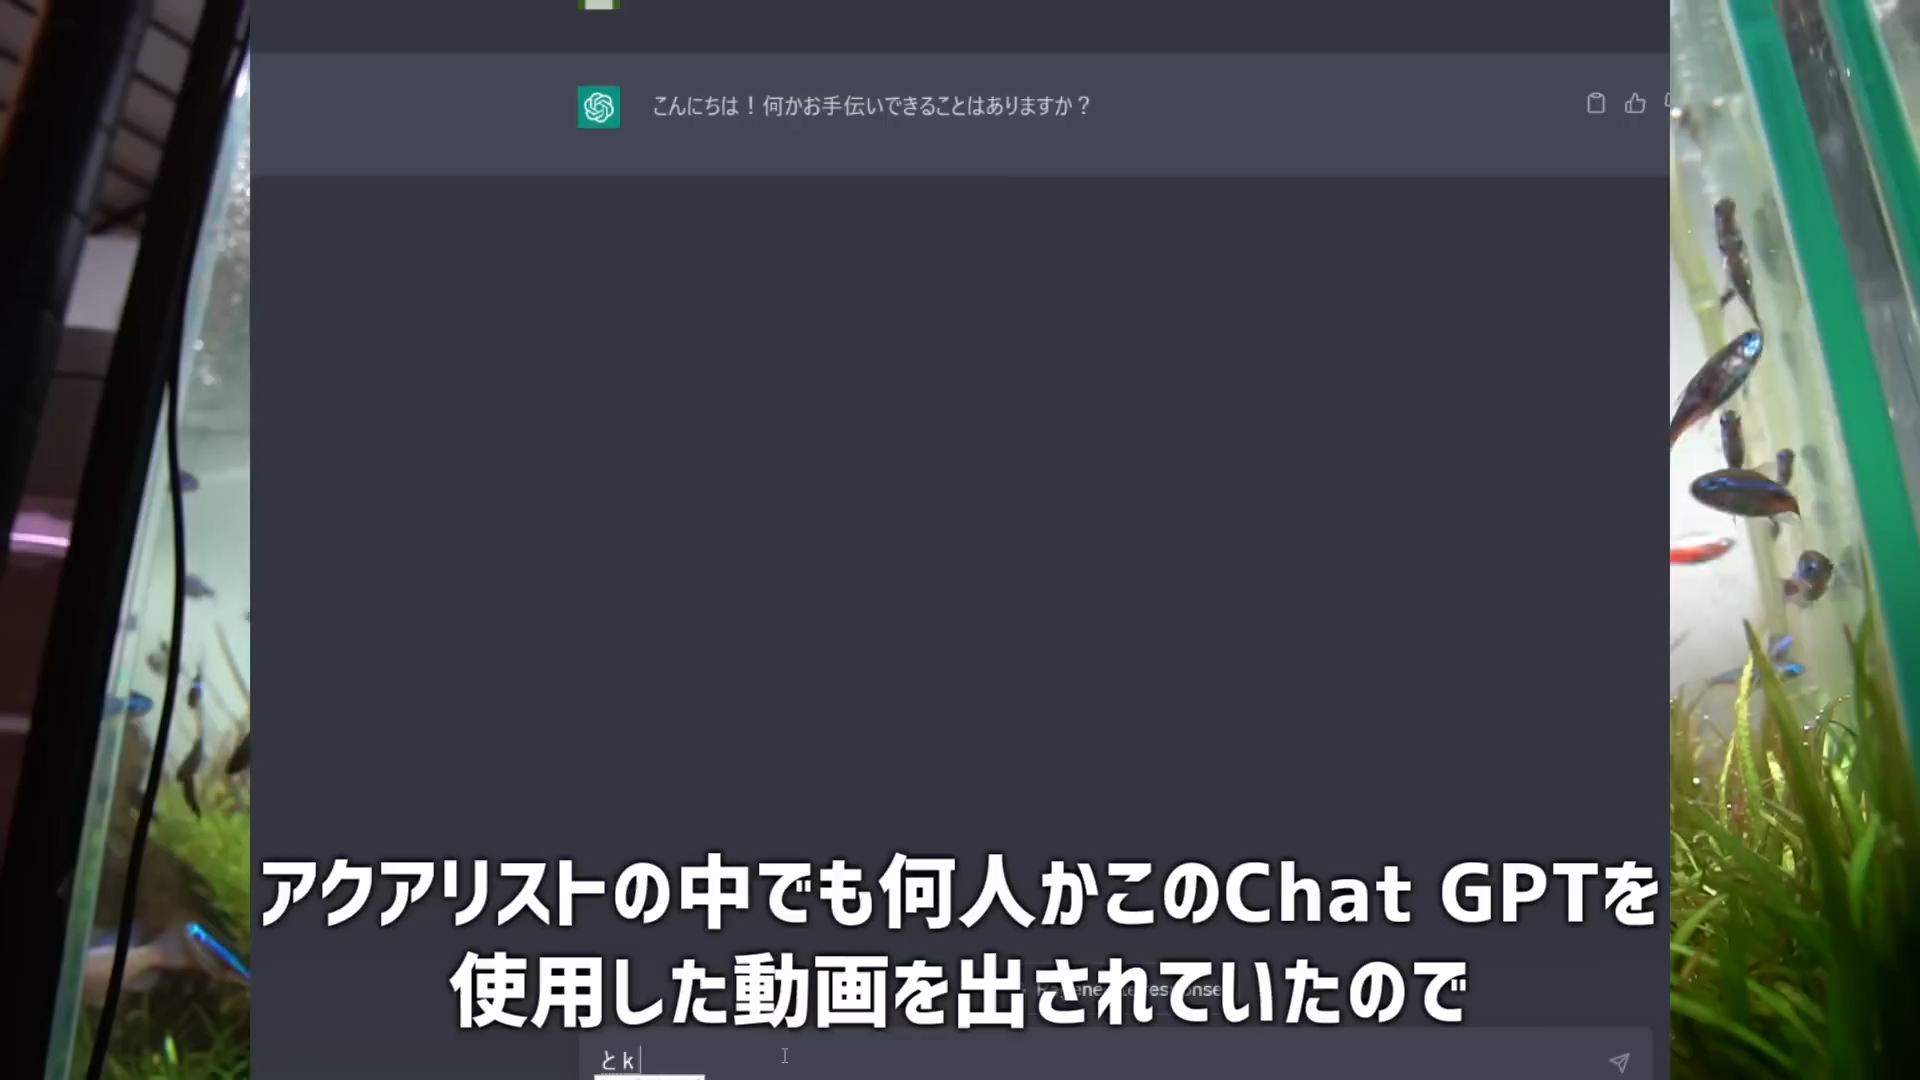 こんにちは！何かお手伝いできることはありますか？
アクアリストの中でも何人かこのChat GPTを
使用した動画を出されていたので
とk